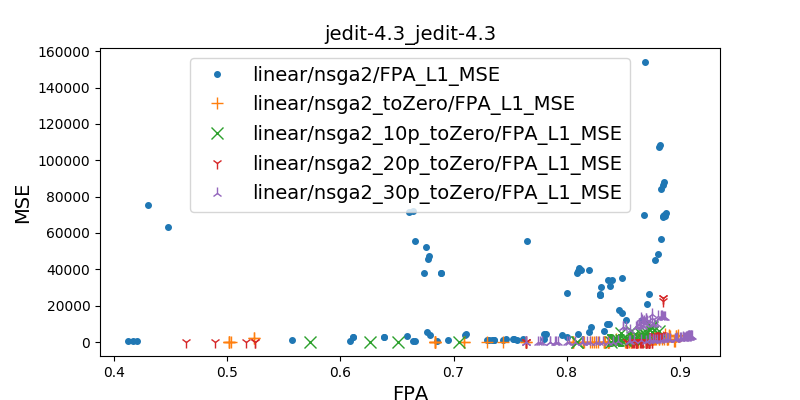 jedit-4.3_jedit-4.3
160000
140000
120000
100000
80000
60000
40000
20000
0
MSE
linear/nsga2/FPA_L1_MSE
linear/nsga2_toZero/FPA_L1_MSE
linear/nsga2_10p_toZero/FPA_L1_MSE
linear/nsga2_20p_toZero/FPA_L1_MSE
linear/nsga2_30p_toZero/FPA_L1_MSE
0.4 0.5 0.6 0.7 0.8 0.9
FPA